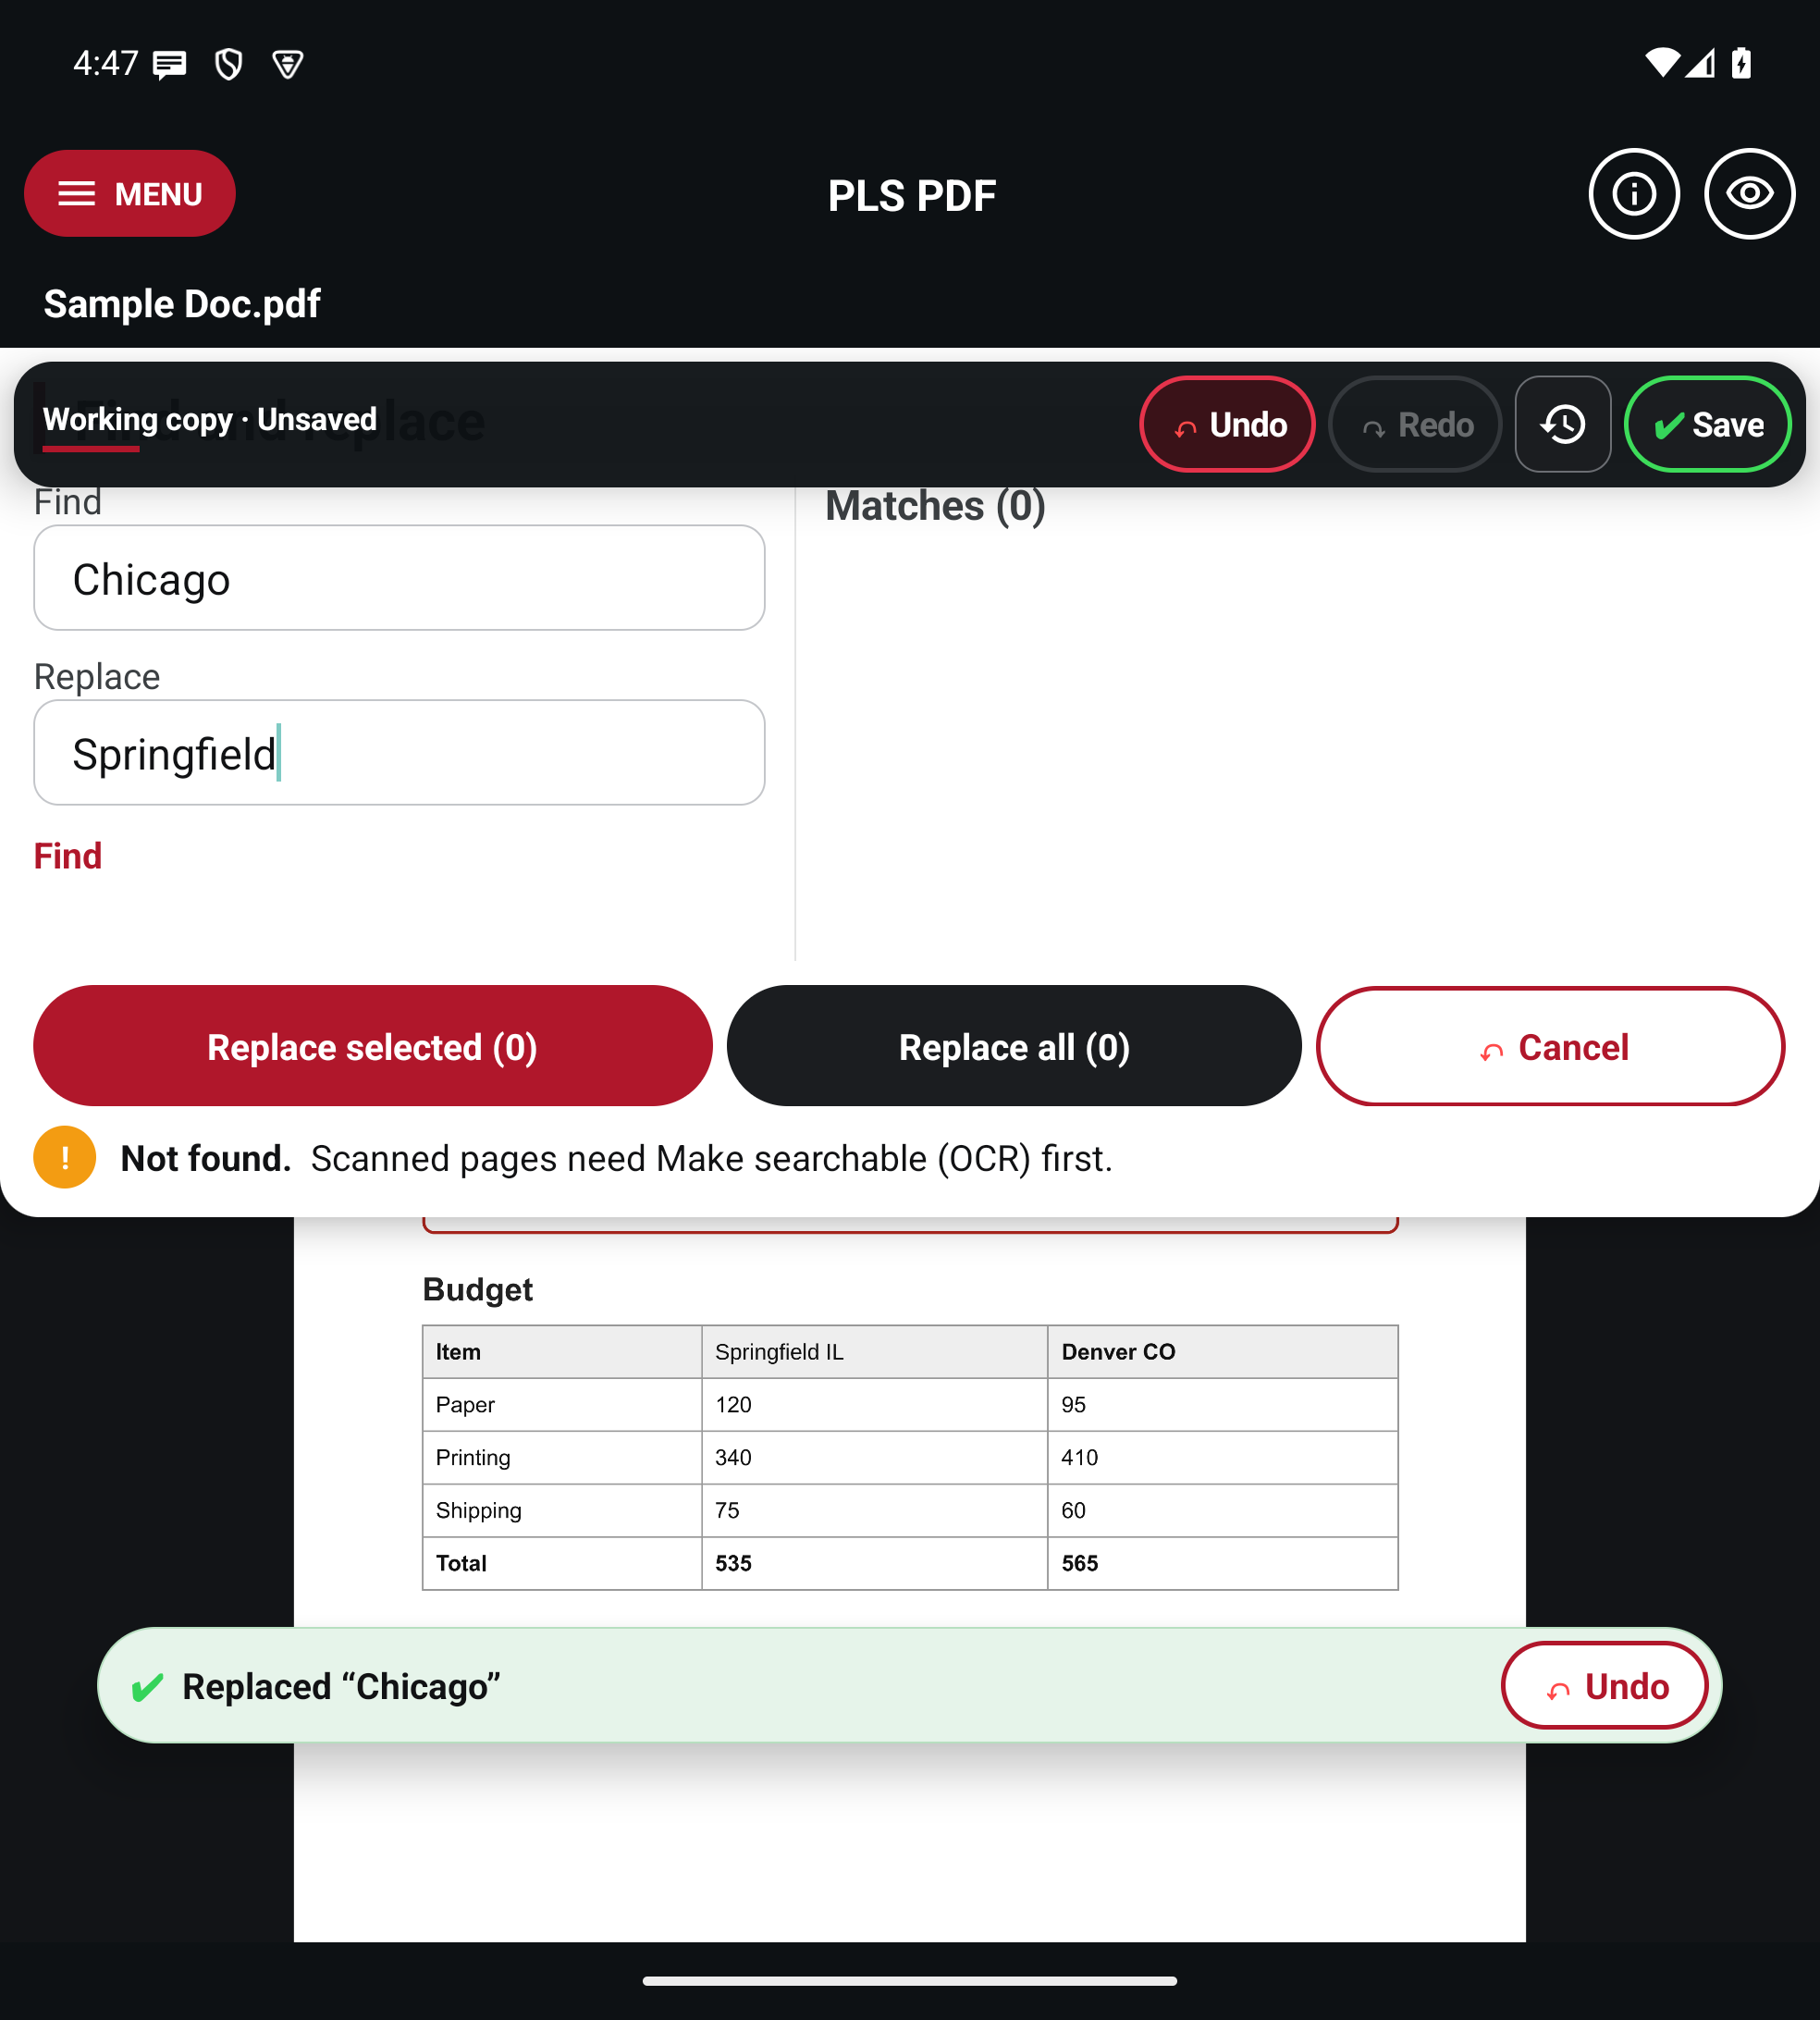 4:47
MENU
PLS PDF
Sample Doc.pdf
Find and replace
Working copy · Unsaved
Undo
Redo
Save
Find
Matches (0)
Chicago
Replace
Springfield
Find
Replace selected (0)
Replace all (0)
Cancel
! Not found. Scanned pages need Make searchable (OCR) first.
Budget
Item Springfield IL Denver CO
Paper 120 95
Printing 340 410
Shipping 75 60
Total 535 565
Replaced “Chicago”
Undo